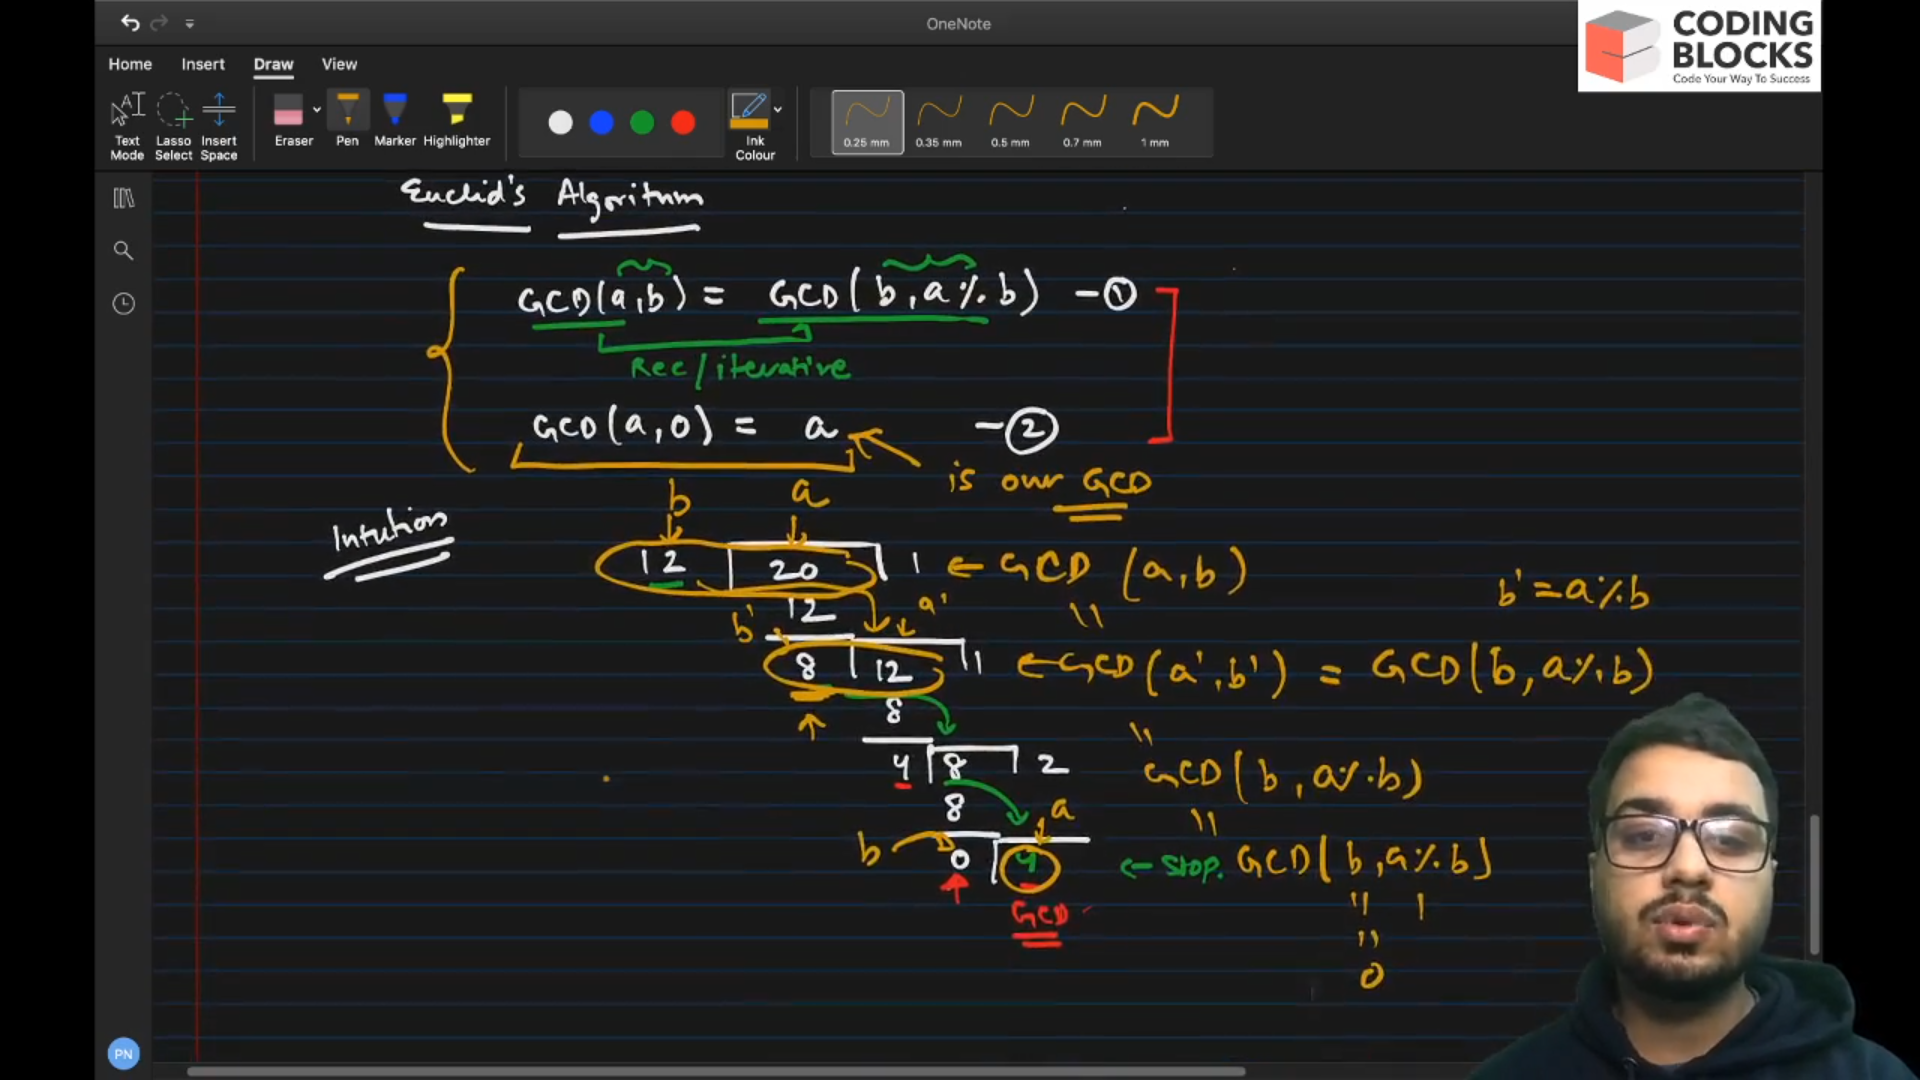 OneNote
CODING
BLOCKS
Code Your Way To Success
Home Insert Draw View
Text Mode
Lasso Select
Insert Space
Eraser
Pen
Marker
Highlighter
Ink Colour
0.25 mm
0.35 mm
0.5 mm
0.7 mm
1 mm
Euclid's Algorithm
GCD(a,b) = GCD(b,a%b) -①
Rec/iterative
GCD(a,0) = a -②
is our GCD
b a
Intution
12 20 1 ← GCD (a,b)
b' = a%b
12
b' a'
8 12 1 ← GCD(a',b') = GCD(b,a%b)
8
4 8 2 GCD(b,a%b)
8
a
b 0 4 ← stop. GCD(b,a%b)
GCD
0
PN